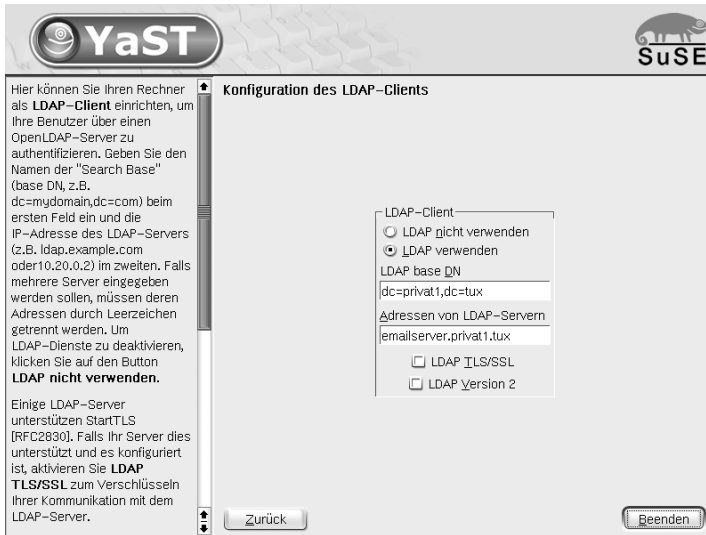 YaST
SuSE
Hier können Sie Ihren Rechner
als LDAP-Client einrichten, um
Ihre Benutzer über einen
OpenLDAP-Server zu
authentifizieren. Geben Sie den
Namen der "Search Base"
(base DN, z.B.
dc=mydomain,dc=com) beim
ersten Feld ein und die
IP-Adresse des LDAP-Servers
(z.B. ldap.example.com
oder10.20.0.2) im zweiten. Falls
mehrere Server eingegeben
werden sollen, müssen deren
Adressen durch Leerzeichen
getrennt werden. Um
LDAP-Dienste zu deaktivieren,
klicken Sie auf den Button
LDAP nicht verwenden.
Einige LDAP-Server
unterstützen StartTLS
[RFC2830]. Falls Ihr Server dies
unterstützt und es konfiguriert
ist, aktivieren Sie LDAP
TLS/SSL zum Verschlüsseln
Ihrer Kommunikation mit dem
LDAP-Server.
Konfiguration des LDAP-Clients
LDAP-Client
LDAP nicht verwenden
LDAP verwenden
LDAP base DN
dc=privat1,dc=tux
Adressen von LDAP-Servern
emailserver.privat1.tux
LDAP TLS/SSL
LDAP Version 2
Zurück
Beenden